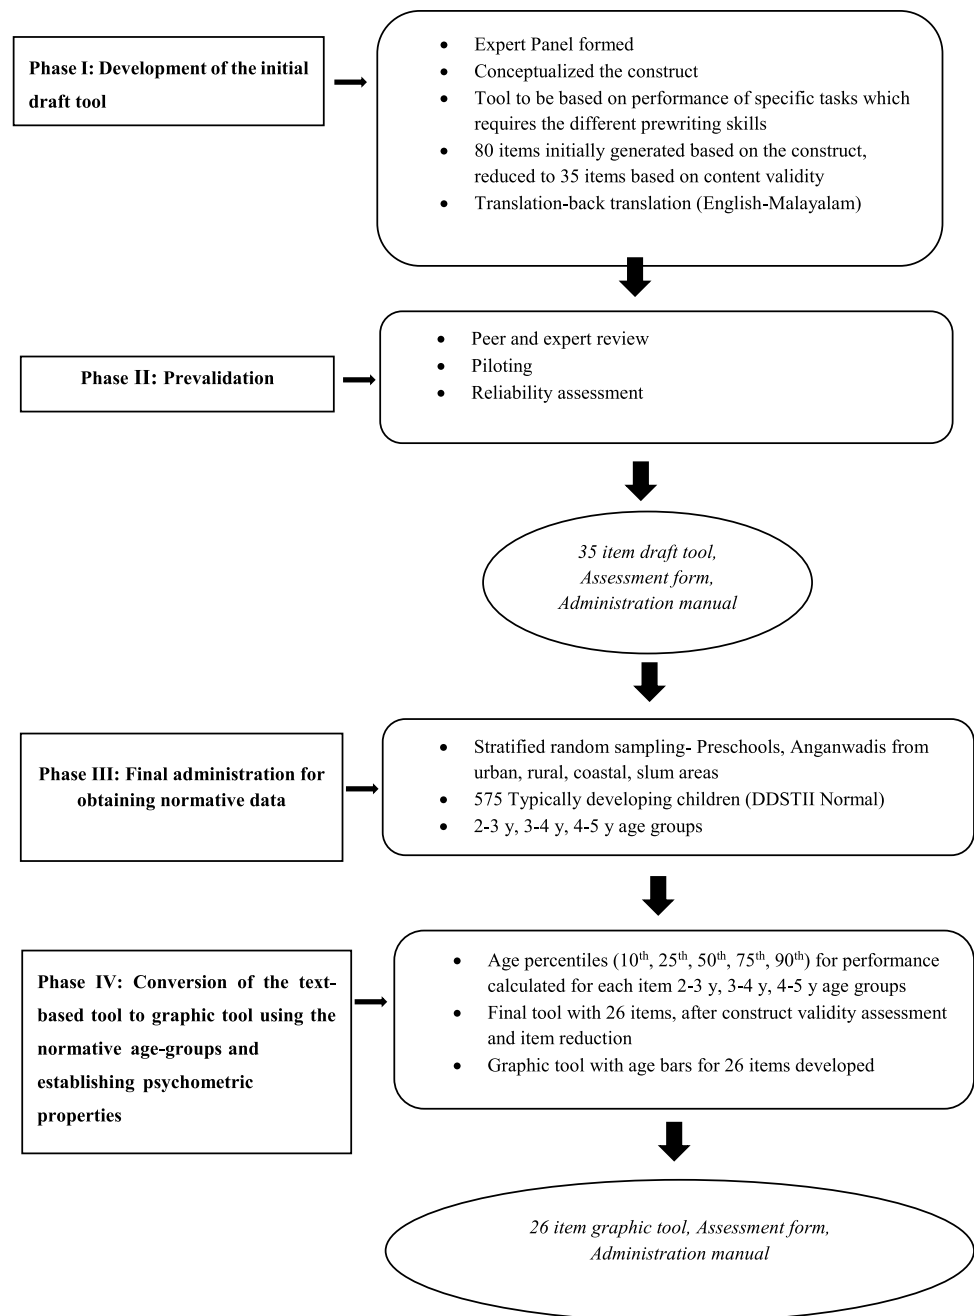 Phase I: Development of the initial
draft tool
• Expert Panel formed
• Conceptualized the construct
• Tool to be based on performance of specific tasks which
requires the different prewriting skills
• 80 items initially generated based on the construct,
reduced to 35 items based on content validity
• Translation-back translation (English-Malayalam)
Phase II: Prevalidation
• Peer and expert review
• Piloting
• Reliability assessment
35 item draft tool,
Assessment form,
Administration manual
Phase III: Final administration for
obtaining normative data
• Stratified random sampling- Preschools, Anganwadis from
urban, rural, coastal, slum areas
• 575 Typically developing children (DDSTII Normal)
• 2-3 y, 3-4 y, 4-5 y age groups
Phase IV: Conversion of the text-
based tool to graphic tool using the
normative age-groups and
establishing psychometric
properties
• Age percentiles (10th, 25th, 50th, 75th, 90th) for performance
calculated for each item 2-3 y, 3-4 y, 4-5 y age groups
• Final tool with 26 items, after construct validity assessment
and item reduction
• Graphic tool with age bars for 26 items developed
26 item graphic tool, Assessment form,
Administration manual